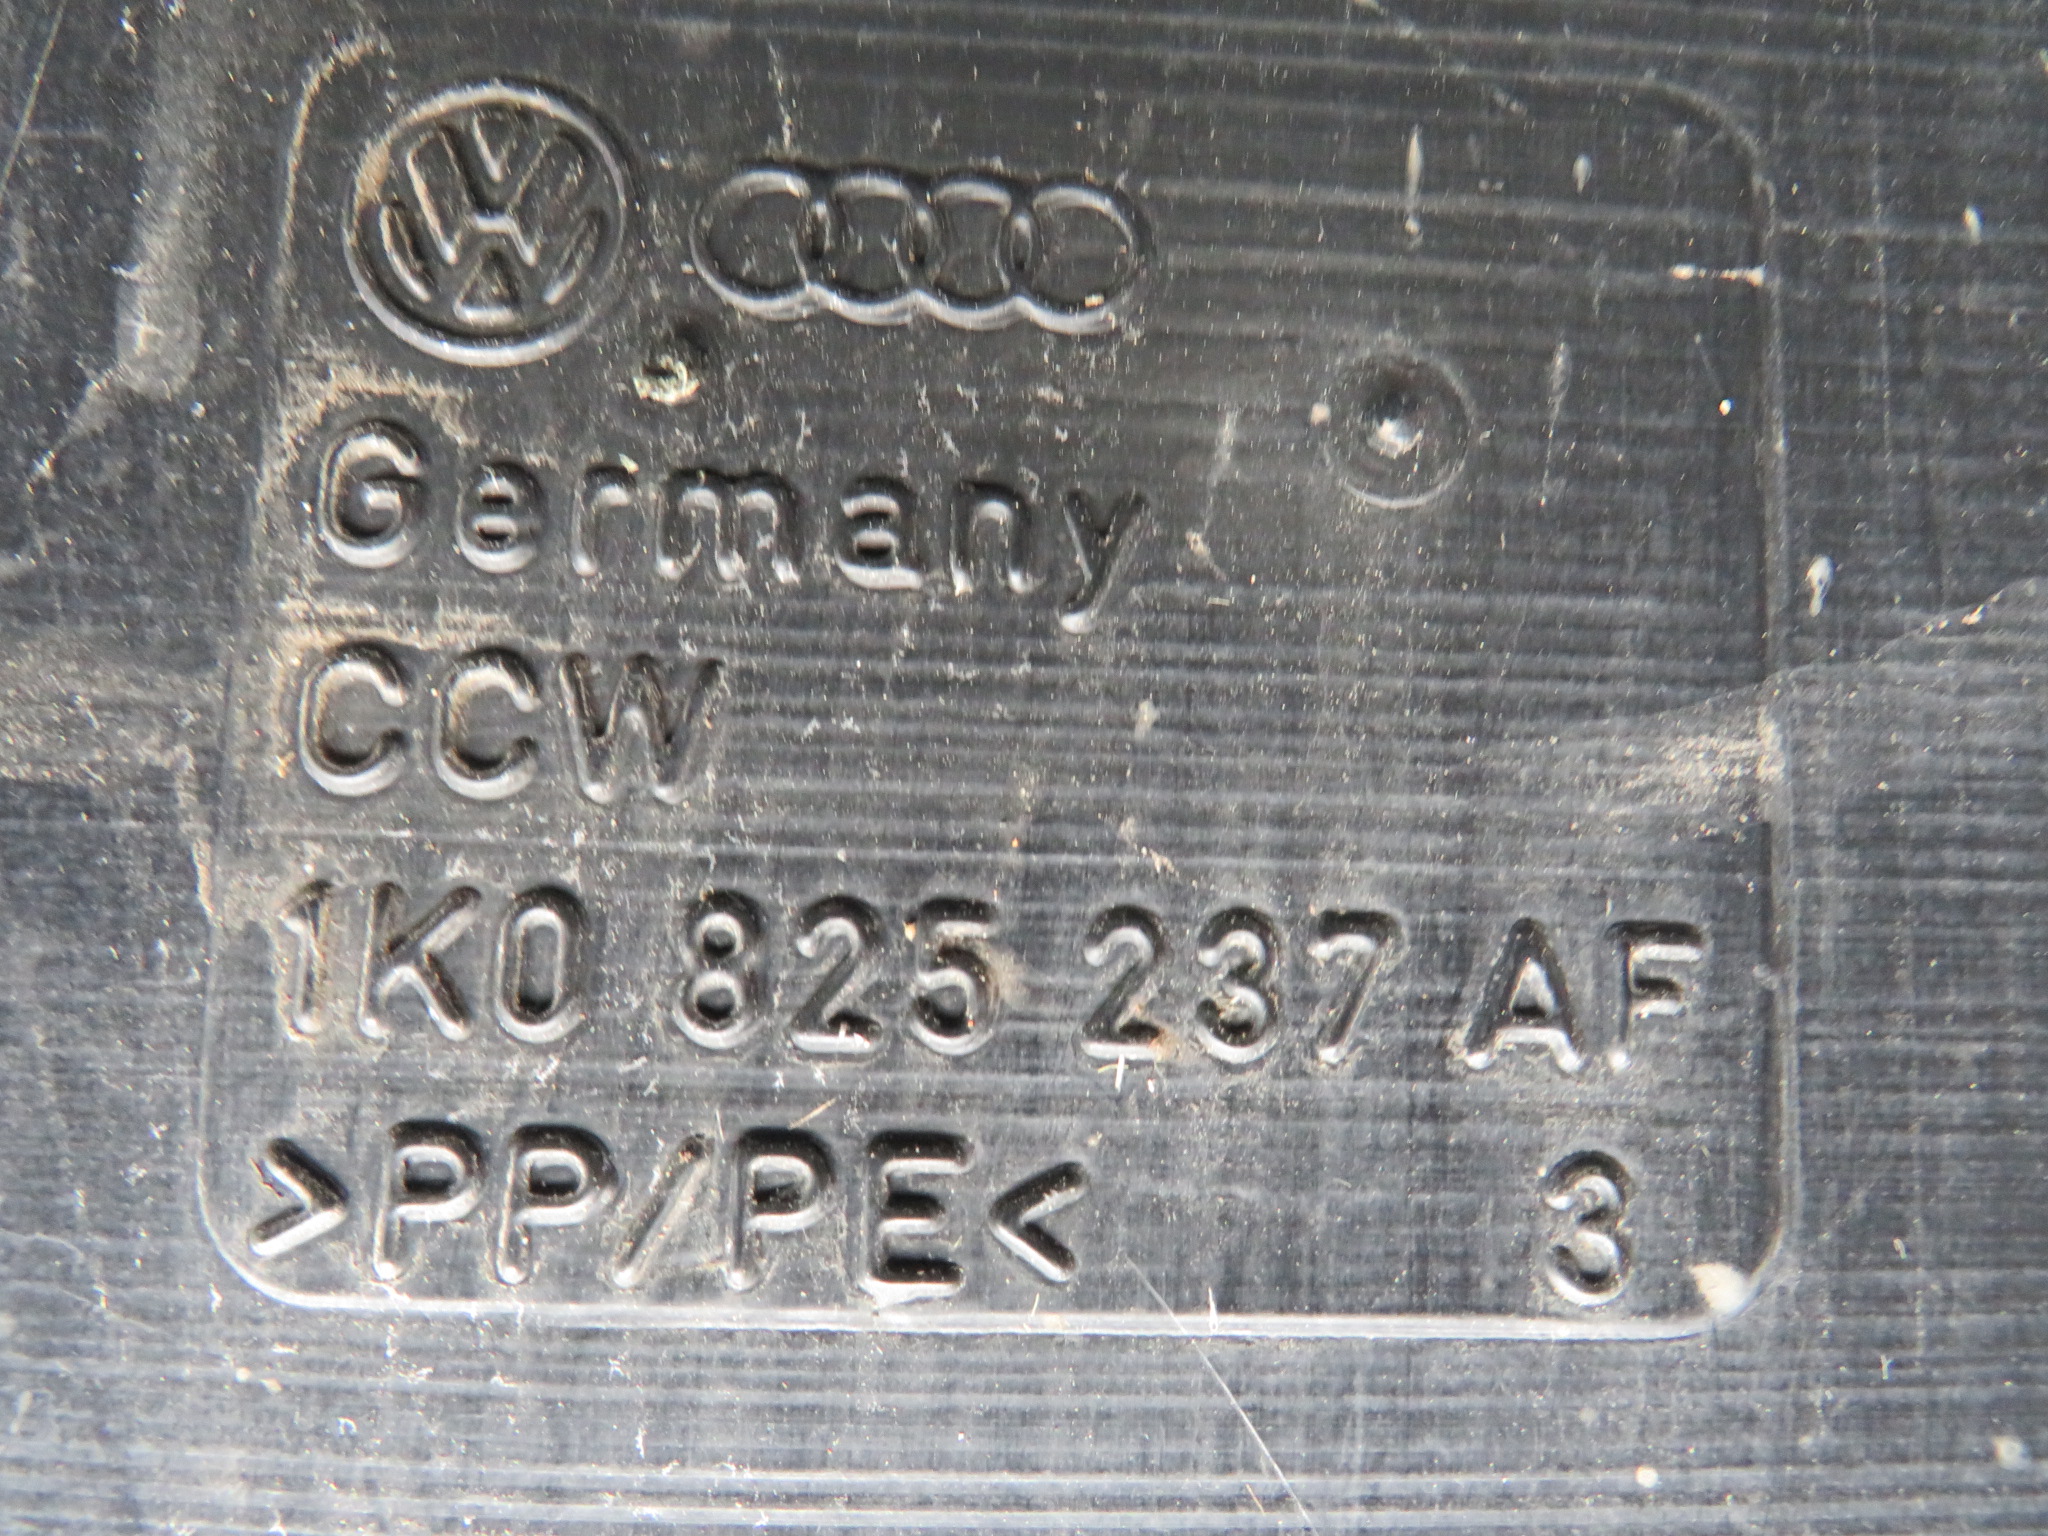 Germany
CCW
1K0 825 237 AF
>PP/PE< 3